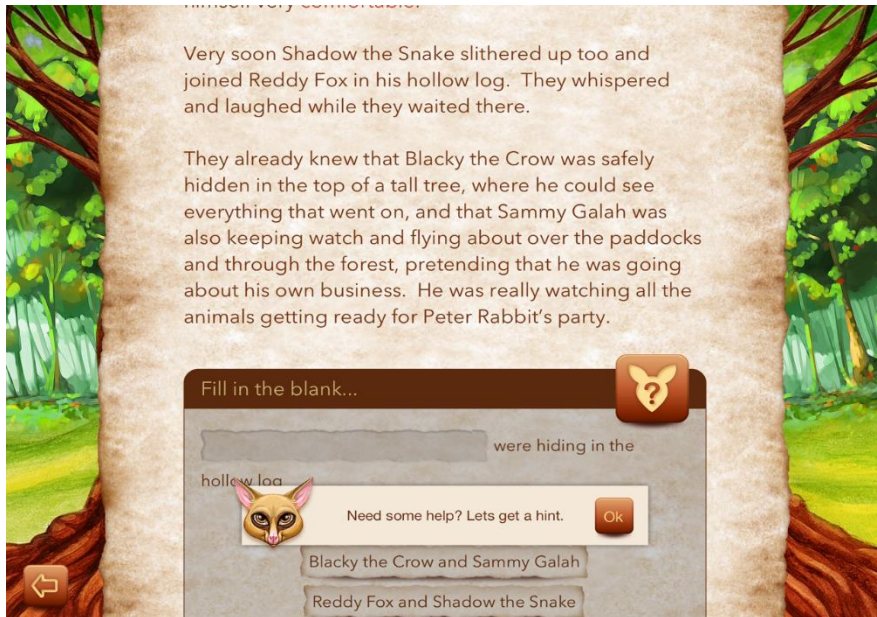 himself very comfortable.
Very soon Shadow the Snake slithered up too and
joined Reddy Fox in his hollow log. They whispered
and laughed while they waited there.
They already knew that Blacky the Crow was safely
hidden in the top of a tall tree, where he could see
everything that went on, and that Sammy Galah was
also keeping watch and flying about over the paddocks
and through the forest, pretending that he was going
about his own business. He was really watching all the
animals getting ready for Peter Rabbit's party.
Fill in the blank...
?
were hiding in the
hollow log
Need some help? Lets get a hint.
Ok
Blacky the Crow and Sammy Galah
Reddy Fox and Shadow the Snake